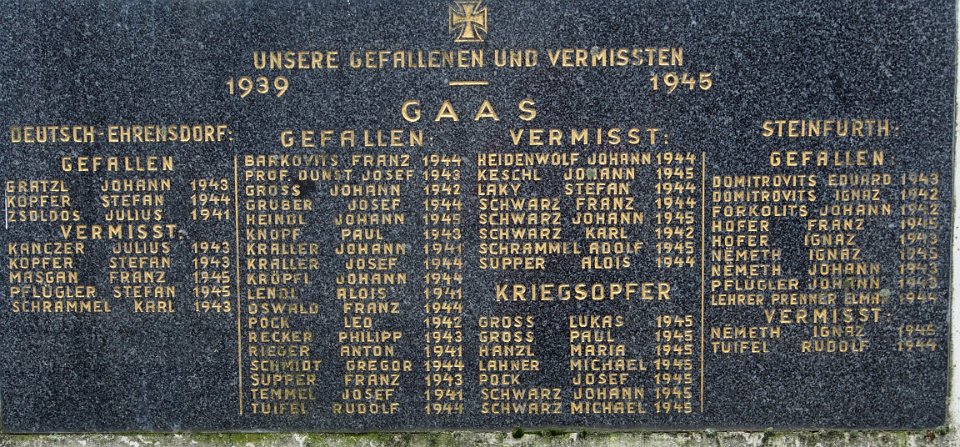 UNSERE GEFALLENEN UND VERMISSTEN
1939 — 1945
GAAS
DEUTSCH-EHRENSDORF:
GEFALLEN
GRATZL JOHANN 1943
KOPFER STEFAN 1944
ZSOLDOS JULIUS 1941
VERMISST:
KANCZER JULIUS 1943
KOPFER STEFAN 1943
MASGAN FRANZ 1945
PFLÜGLER STEFAN 1945
SCHRAMMEL KARL 1943
GEFALLEN:
BARKOVITS FRANZ 1944
PROF. DUNST JOSEF 1943
GROSS JOHANN 1942
GRUBER JOSEF 1944
HEINDL JOHANN 1945
KNOPF PAUL 1943
KRALLER JOHANN 1941
KRALLER JOSEF 1944
KRÖPFL JOHANN 1944
LENDL ALOIS 1941
OSWALD FRANZ 1944
POCK LEO 1942
RECKER PHILIPP 1943
RIEGER ANTON 1941
SCHMIDT GREGOR 1944
SUPPER FRANZ 1943
TEMMEL JOSEF 1941
TUIFEL RUDOLF 1944
VERMISST:
HEIDENWOLF JOHANN 1944
KESCHL JOHANN 1945
LAKY STEFAN 1944
SCHWARZ FRANZ 1944
SCHWARZ JOHANN 1945
SCHWARZ KARL 1942
SCHRAMMEL ADOLF 1945
SUPPER ALOIS 1944
KRIEGSOPFER
GROSS LUKAS 1945
GROSS PAUL 1945
HANZL MARIA 1945
LAHNER MICHAEL 1945
POCK JOSEF 1945
SCHWARZ JOHANN 1945
SCHWARZ MICHAEL 1945
STEINFURTH:
GEFALLEN:
DOMITROVITS EDUARD 1943
DOMITROVITS IGNAZ 1942
FORKOLITS JOHANN 1942
HOFER FRANZ 1945
HOFER IGNAZ 1943
NEMETH IGNAZ 1945
NEMETH JOHANN 1943
PFLÜGLER JOHANN 1943
LEHRER PRENNER ELMAR 1944
VERMISST:
NEMETH IGNAZ 1945
TUIFEL RUDOLF 1944